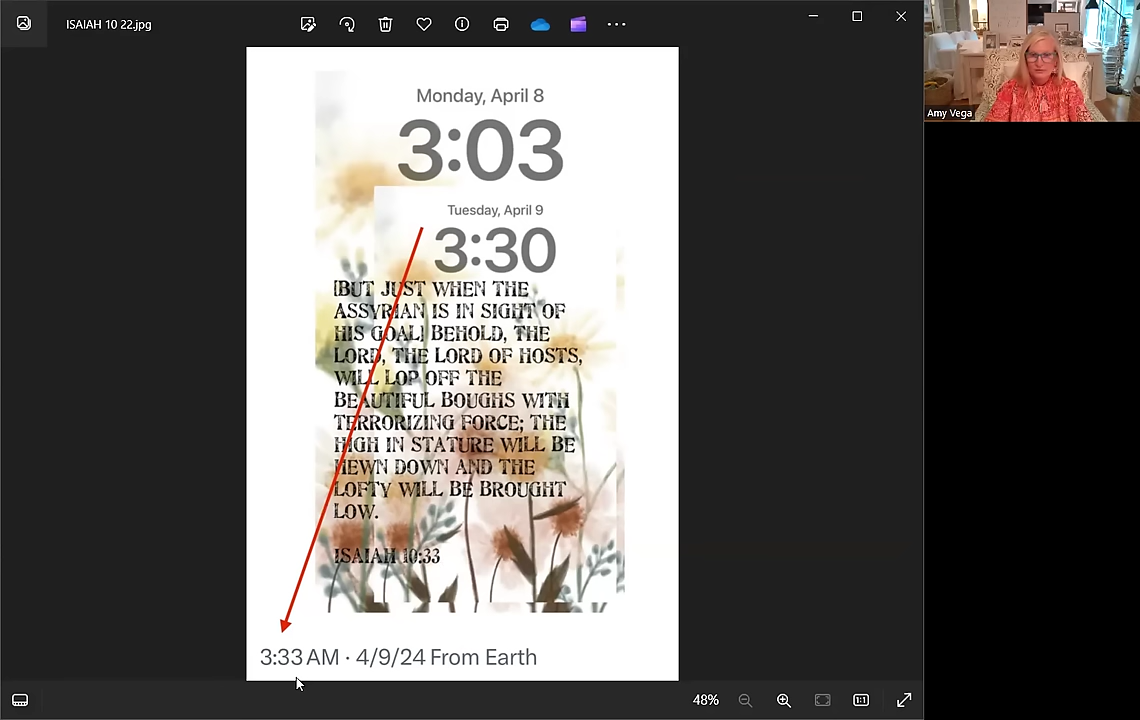 ISAIAH 10 22.jpg
Amy Vega
Monday, April 8
3:03
Tuesday, April 9
3:30
[BUT JUST WHEN THE
ASSYRIAN IS IN SIGHT OF
HIS GOAL] BEHOLD, THE
LORD, THE LORD OF HOSTS,
WILL LOP OFF THE
BEAUTIFUL BOUGHS WITH
TERRORIZING FORCE; THE
HIGH IN STATURE WILL BE
HEWN DOWN AND THE
LOFTY WILL BE BROUGHT
LOW.
ISAIAH 10:33
3:33 AM · 4/9/24 From Earth
48%
1:1